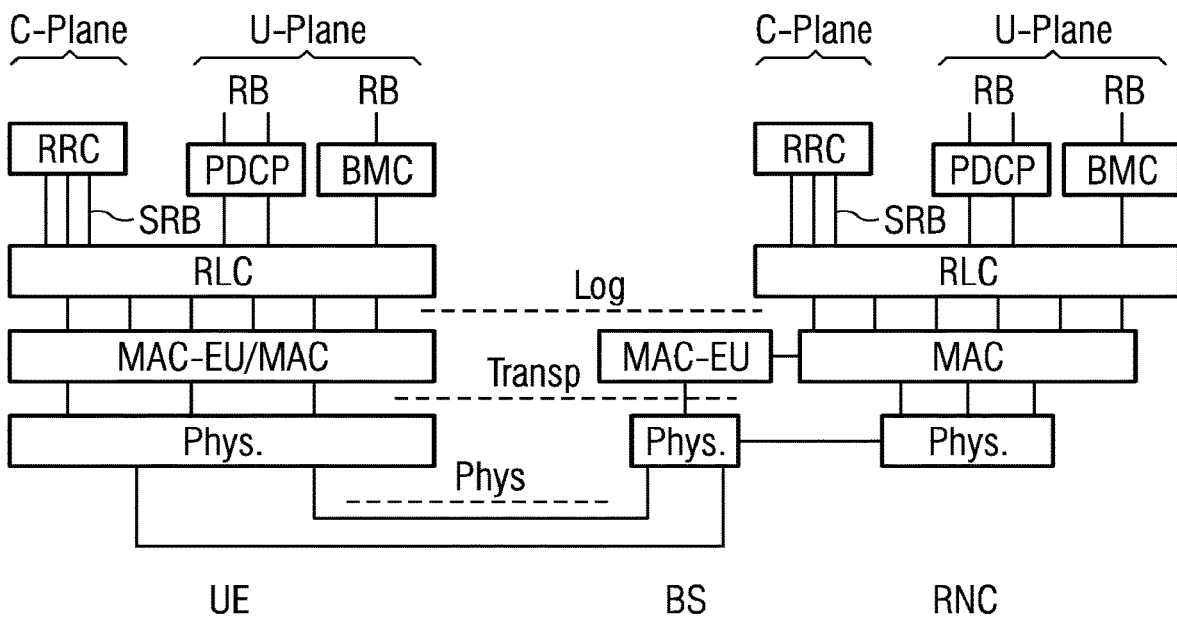 C-Plane U-Plane C-Plane U-Plane
RB RB RB RB
RRC PDCP BMC RRC PDCP BMC
SRB SRB
RLC Log RLC
MAC-EU/MAC Transp MAC-EU MAC
Phys. Phys. Phys.
Phys
UE BS RNC